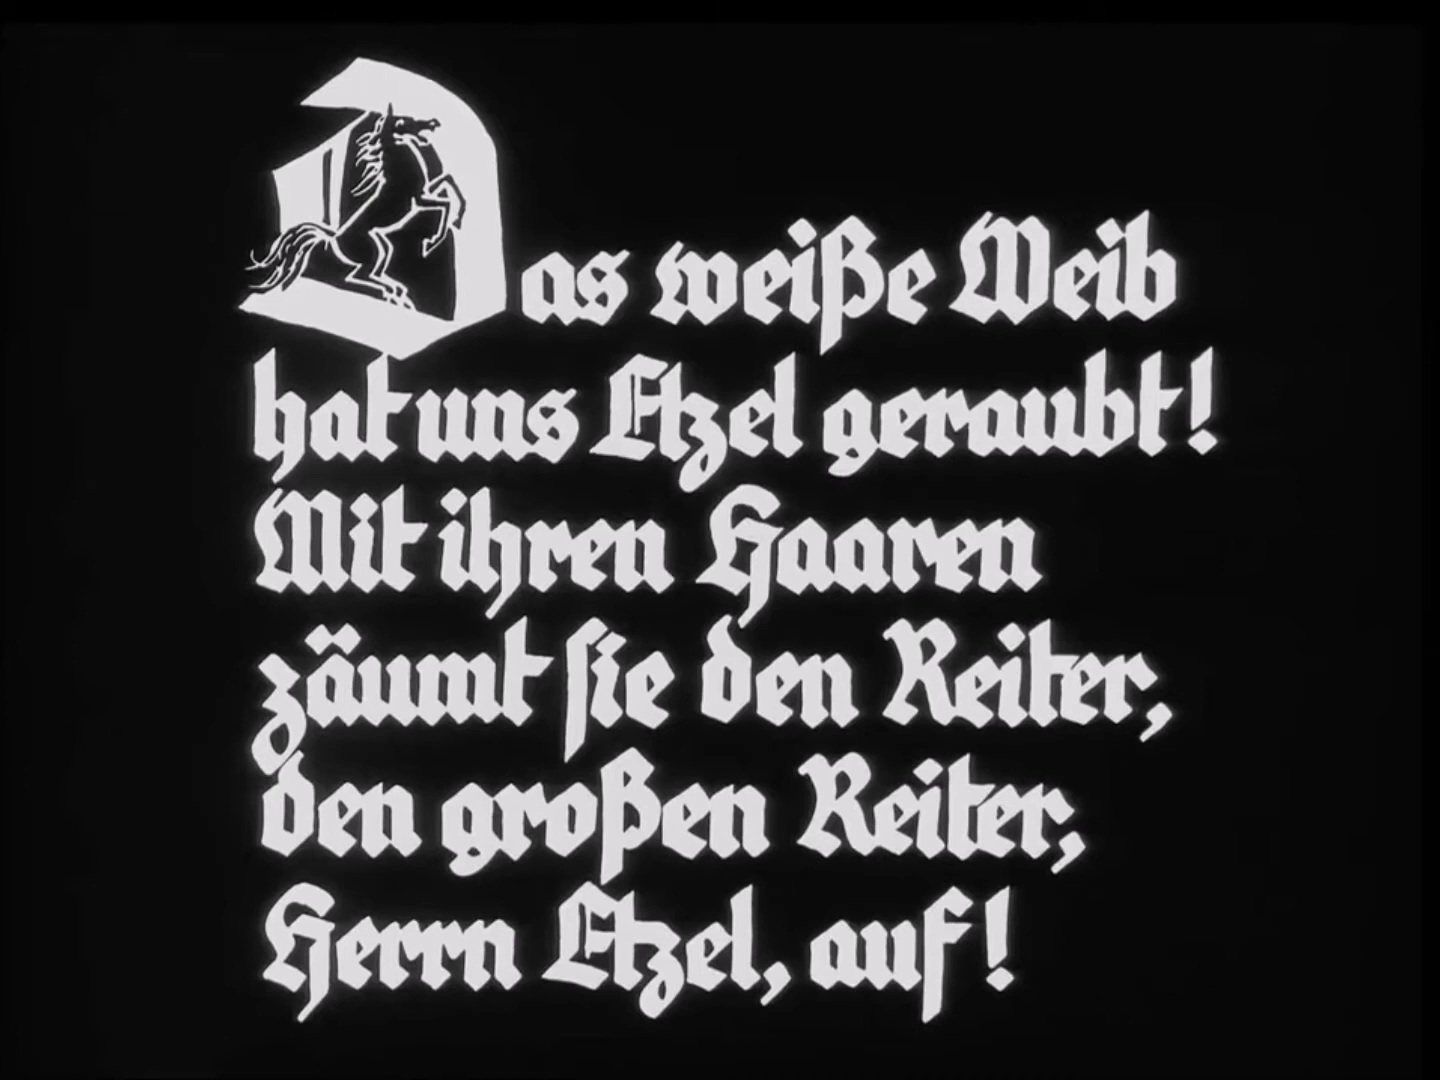 Das weiße Weib
hat uns Etzel geraubt!
Mit ihren Haaren
zäumt sie den Reiter,
den großen Reiter,
Herrn Etzel, auf!